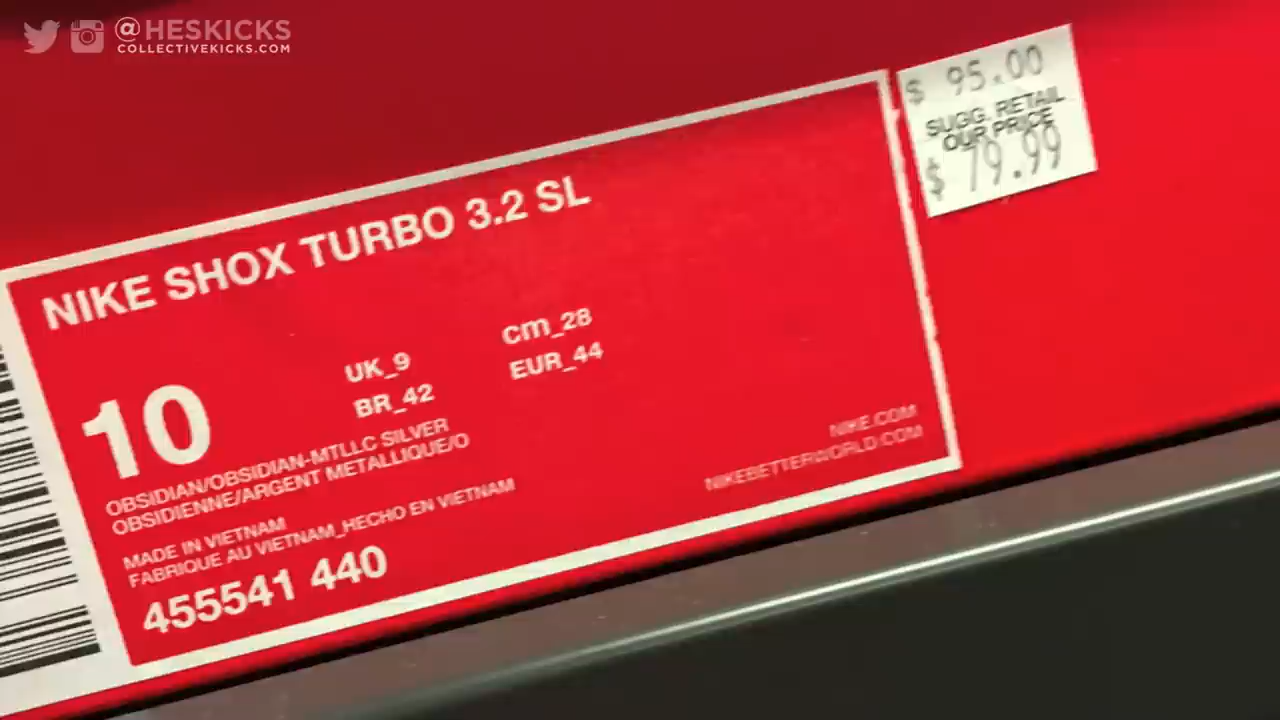 @HESKICKS
COLLECTIVEKICKS.COM
$ 95.00
SUGG. RETAIL
OUR PRICE
$ 79.99
NIKE SHOX TURBO 3.2 SL
10
UK_9
cm_28
BR_42
EUR_44
OBSIDIAN/OBSIDIAN-MTLLC SILVER
OBSIDIENNE/ARGENT METALLIQUE/O
MADE IN VIETNAM
FABRIQUE AU VIETNAM_HECHO EN VIETNAM
455541 440
NIKE.COM
NIKEBETTERWORLD.COM